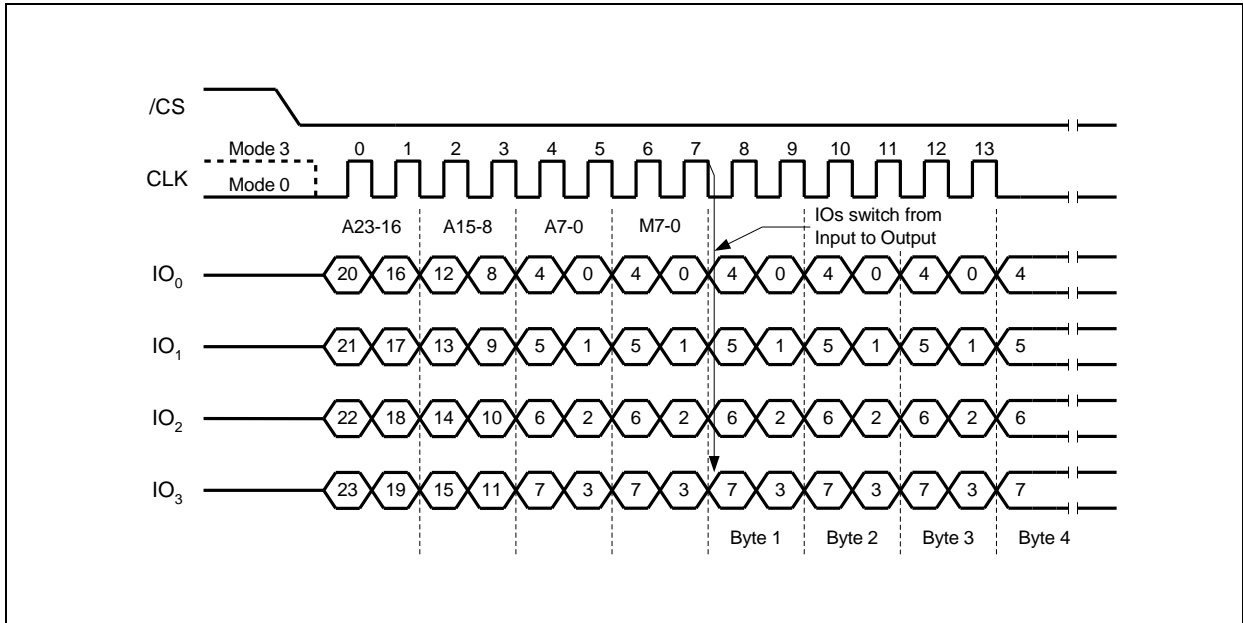 /CS
Mode 3 0 1 2 3 4 5 6 7 8 9 10 11 12 13
CLK
Mode 0
A23-16 A15-8 A7-0 M7-0
IOs switch from
Input to Output
IO0 20 16 12 8 4 0 4 0 4 0 4 0 4 0 4
IO1 21 17 13 9 5 1 5 1 5 1 5 1 5 1 5
IO2 22 18 14 10 6 2 6 2 6 2 6 2 6 2 6
IO3 23 19 15 11 7 3 7 3 7 3 7 3 7 3 7
Byte 1 Byte 2 Byte 3 Byte 4